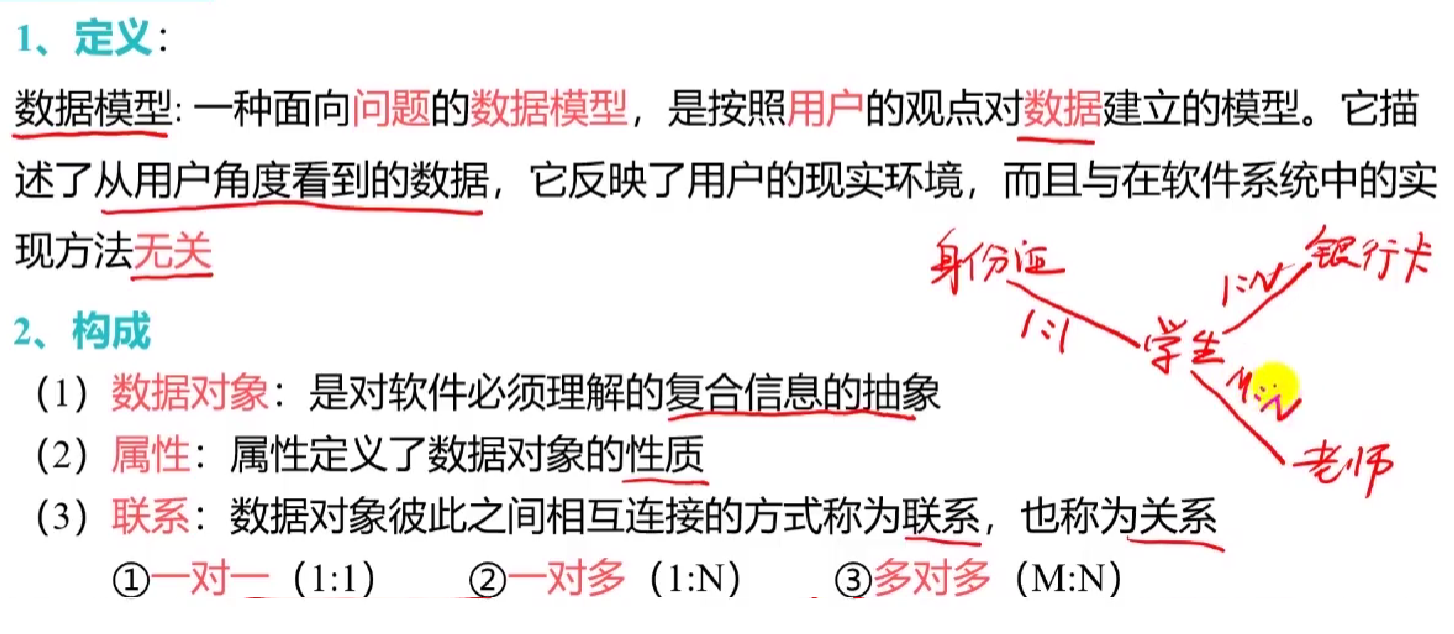 1、定义：
数据模型：一种面向问题的数据模型，是按照用户的观点对数据建立的模型。它描
述了从用户角度看到的数据，它反映了用户的现实环境，而且与在软件系统中的实
现方法无关
身份证
1:1
学生
1:N
银行卡
M:N
老师
2、构成
（1）数据对象：是对软件必须理解的复合信息的抽象
（2）属性：属性定义了数据对象的性质
（3）联系：数据对象彼此之间相互连接的方式称为联系，也称为关系
①一对一（1:1） ②一对多（1:N） ③多对多（M:N）